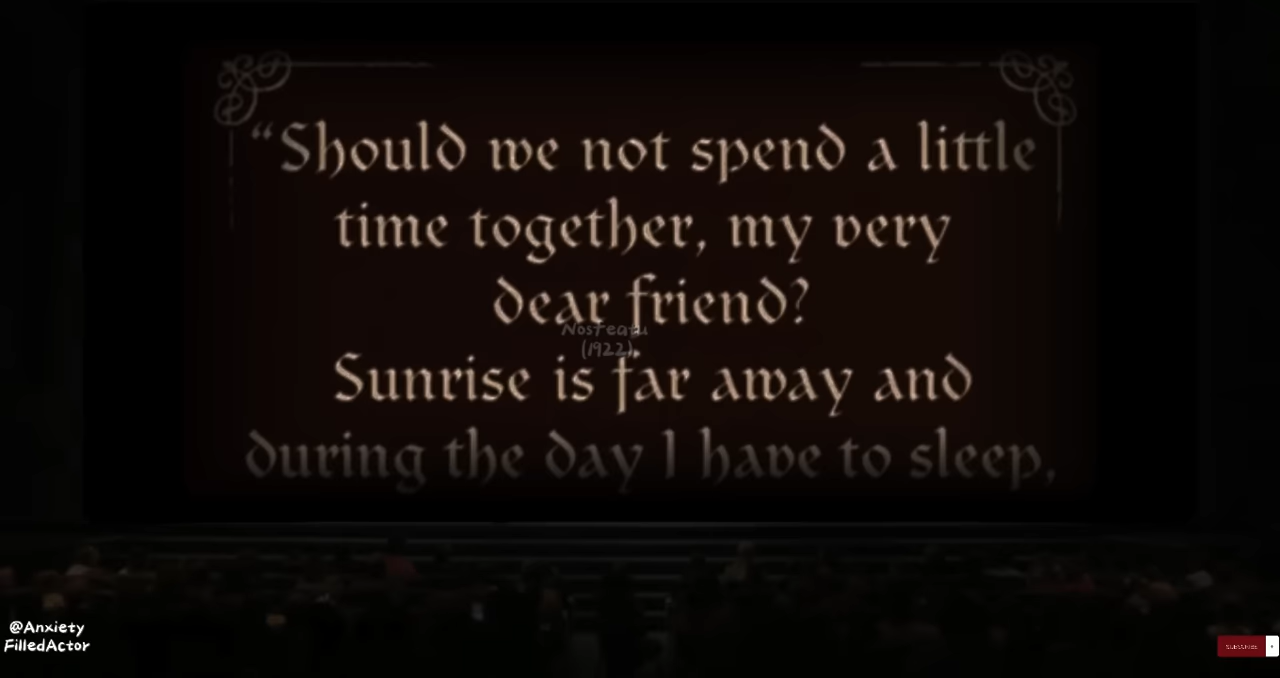 “Should we not spend a little
time together, my very
dear friend?
Nosferatu
(1922)
Sunrise is far away and
during the day I have to sleep,
@Anxiety
FilledActor
SUBSCRIBE